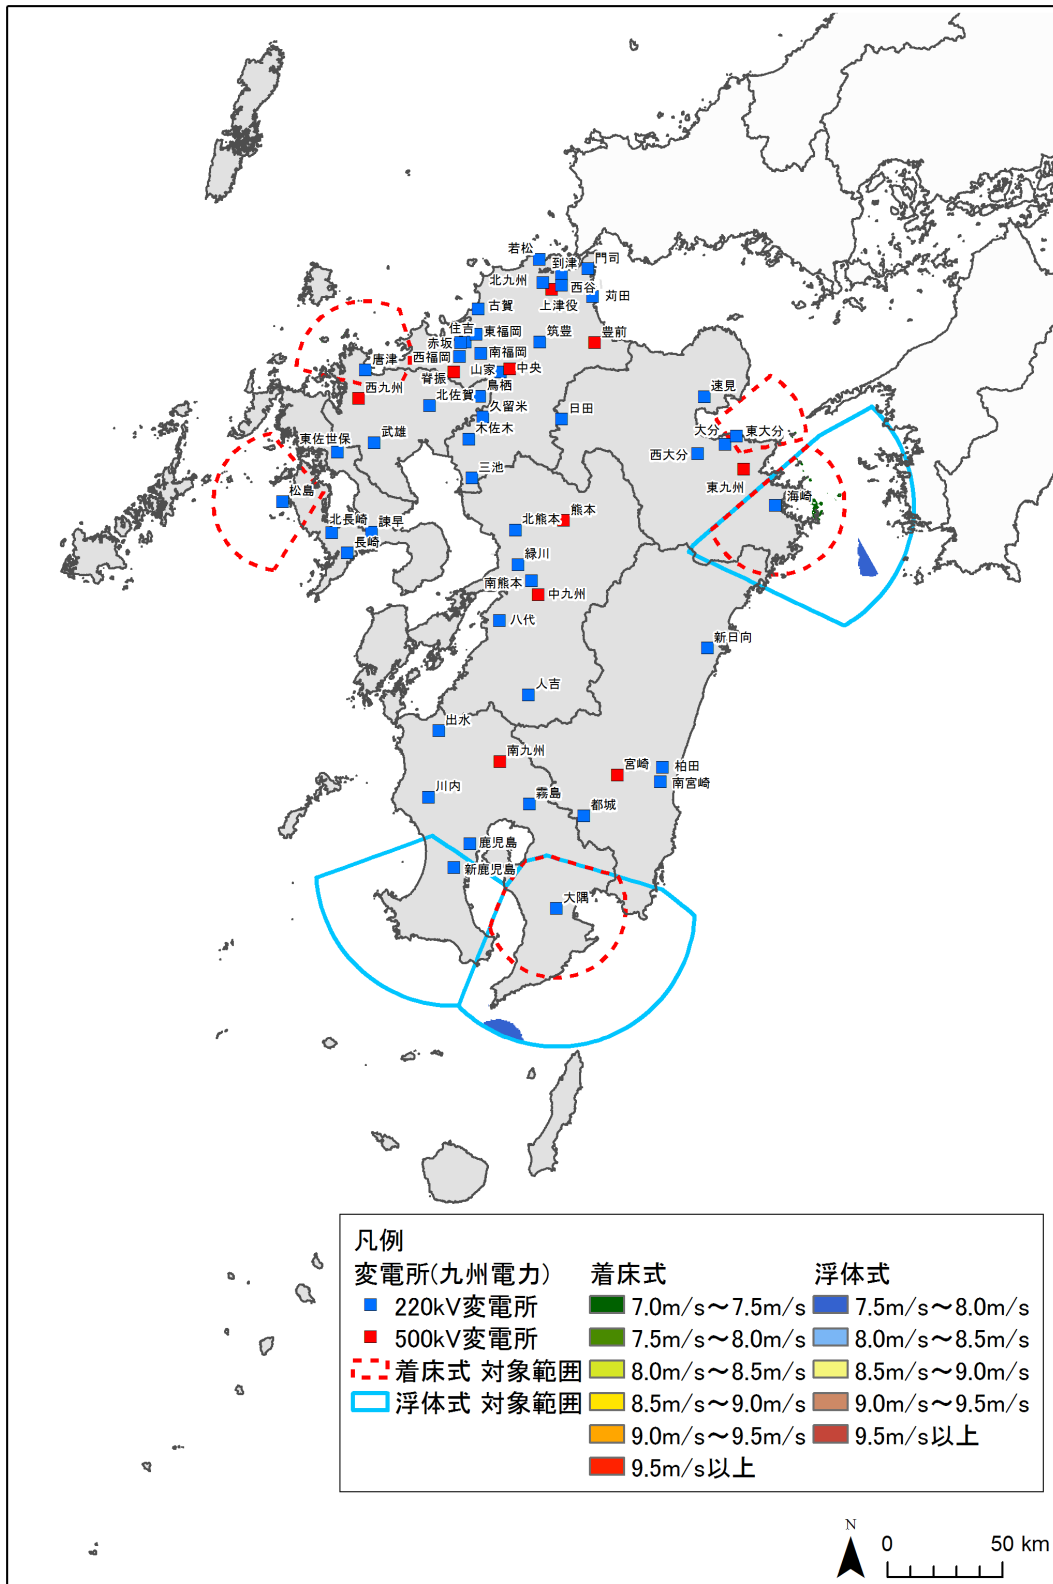 若松
到津
門司
北九州
西谷
上津役
苅田
古賀
住吉
東福岡
筑豊
豊前
赤坂
西福岡
南福岡
山家
中央
唐津
脊振
西九州
北佐賀
鳥栖
速見
久留米
日田
東佐世保
武雄
木佐木
大分
東大分
西大分
三池
東九州
松島
海崎
北長崎
諫早
北熊本
熊本
長崎
緑川
南熊本
中九州
八代
新日向
人吉
出水
南九州
宮崎
柏田
南宮崎
川内
霧島
都城
鹿児島
新鹿児島
大隅
凡例
変電所(九州電力)
220kV変電所
500kV変電所
着床式 対象範囲
浮体式 対象範囲
着床式
7.0m/s～7.5m/s
7.5m/s～8.0m/s
8.0m/s～8.5m/s
8.5m/s～9.0m/s
9.0m/s～9.5m/s
9.5m/s以上
浮体式
7.5m/s～8.0m/s
8.0m/s～8.5m/s
8.5m/s～9.0m/s
9.0m/s～9.5m/s
9.5m/s以上
N
0 50 km